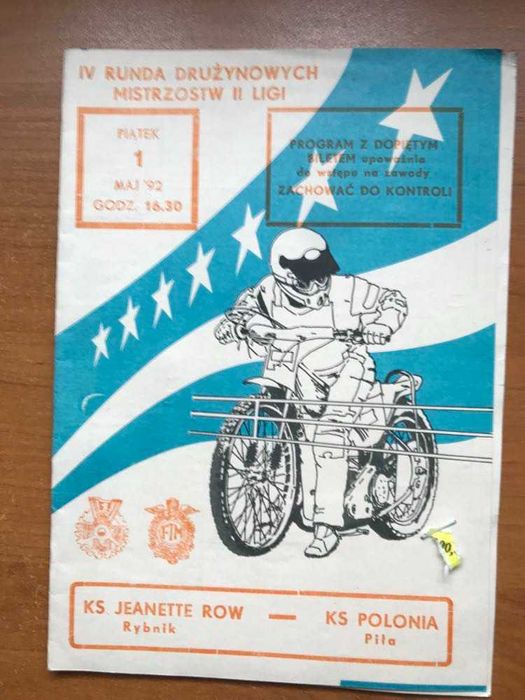 IV RUNDA DRUŻYNOWYCH
MISTRZOSTW II LIGI
PIĄTEK
1
MAJ '92
GODZ. 16.30
PROGRAM Z DOPIĘTYM
BILETEM upoważnia
do wstępu na zawody
ZACHOWAĆ DO KONTROLI
FIM
KS JEANETTE ROW — KS POLONIA
Rybnik Piła